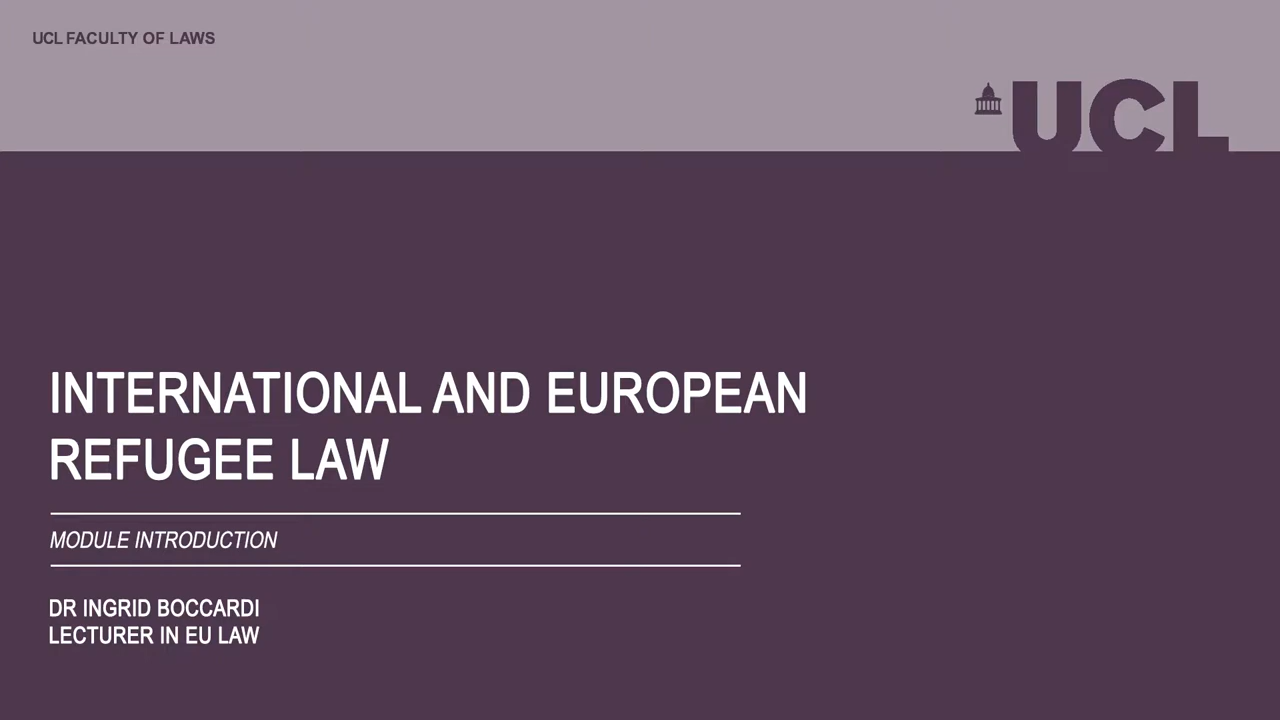 UCL FACULTY OF LAWS
UCL
INTERNATIONAL AND EUROPEAN
REFUGEE LAW
MODULE INTRODUCTION
DR INGRID BOCCARDI
LECTURER IN EU LAW